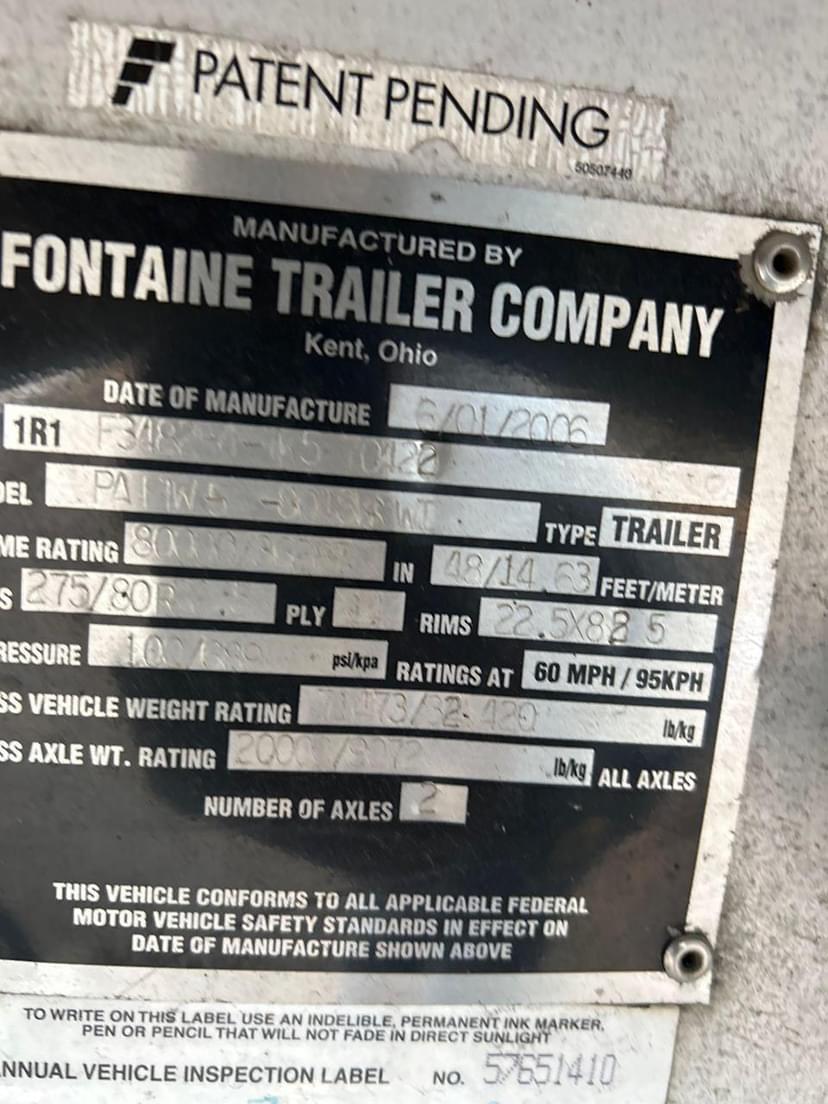 PATENT PENDING
50507440
MANUFACTURED BY
FONTAINE TRAILER COMPANY
Kent, Ohio
DATE OF MANUFACTURE 6/01/2006
1R1
DEL
TYPE TRAILER
ME RATING IN 48/14.63 FEET/METER
S 275/80R PLY RIMS 22.5X8
RESSURE psi/kpa RATINGS AT 60 MPH / 95KPH
SS VEHICLE WEIGHT RATING lb/kg
SS AXLE WT. RATING lb/kg ALL AXLES
NUMBER OF AXLES 2
THIS VEHICLE CONFORMS TO ALL APPLICABLE FEDERAL
MOTOR VEHICLE SAFETY STANDARDS IN EFFECT ON
DATE OF MANUFACTURE SHOWN ABOVE
TO WRITE ON THIS LABEL USE AN INDELIBLE, PERMANENT INK MARKER,
PEN OR PENCIL THAT WILL NOT FADE IN DIRECT SUNLIGHT
NNUAL VEHICLE INSPECTION LABEL NO. 57651410